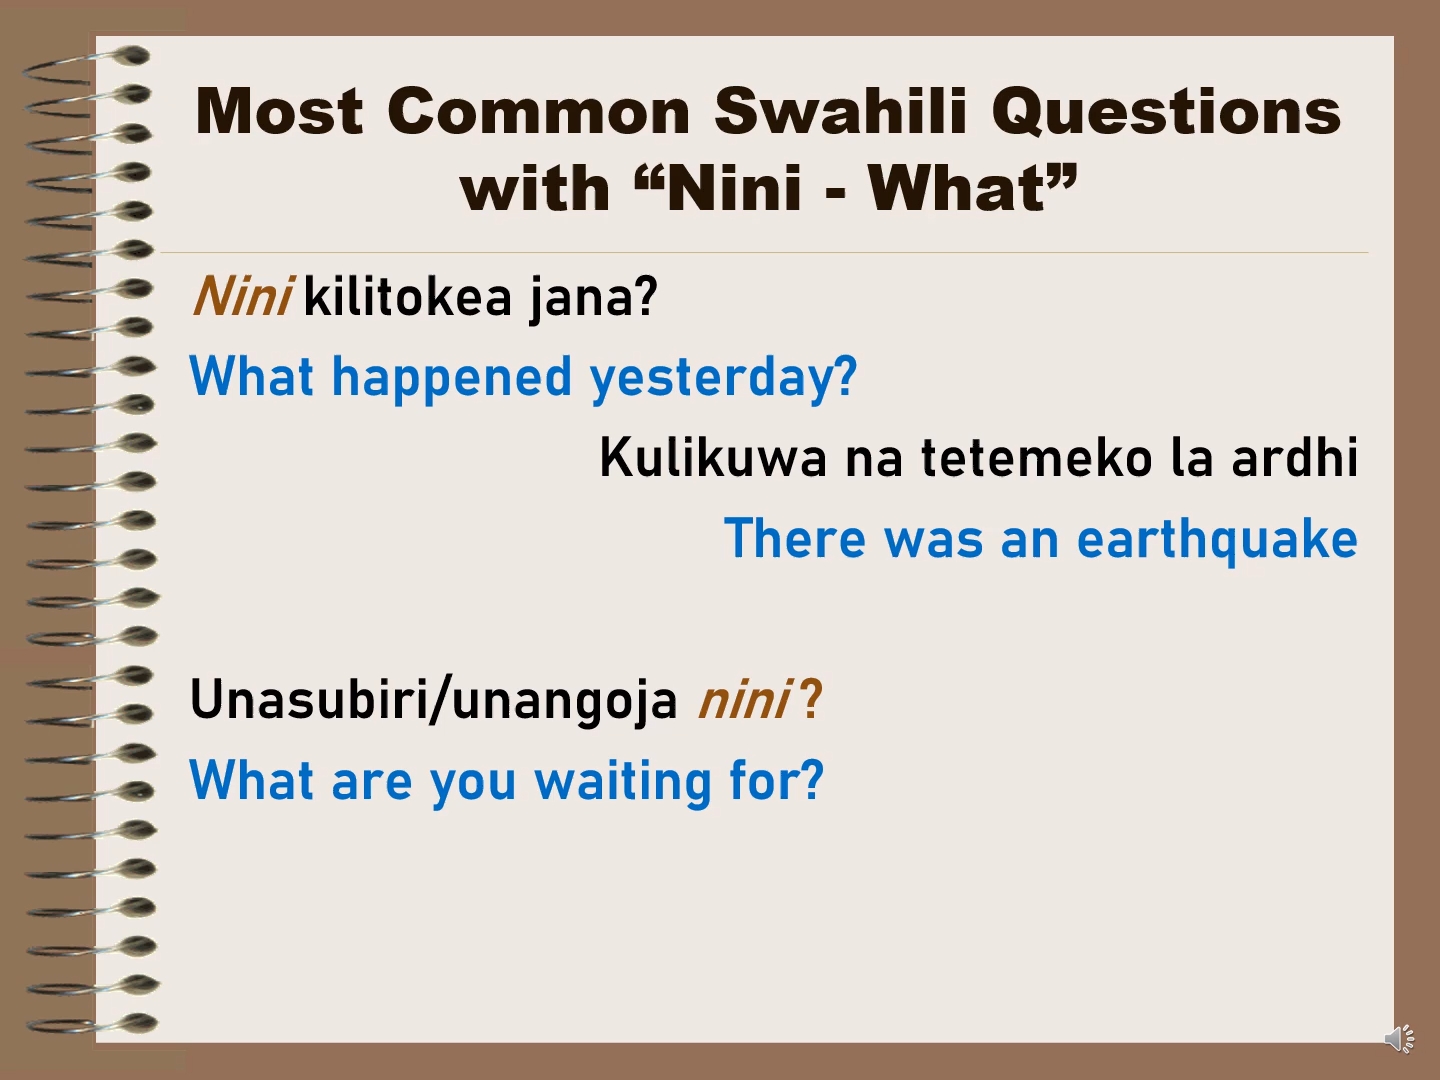 Most Common Swahili Questions
with “Nini - What”
Nini kilitokea jana?
What happened yesterday?
Kulikuwa na tetemeko la ardhi
There was an earthquake
Unasubiri/unangoja nini ?
What are you waiting for?